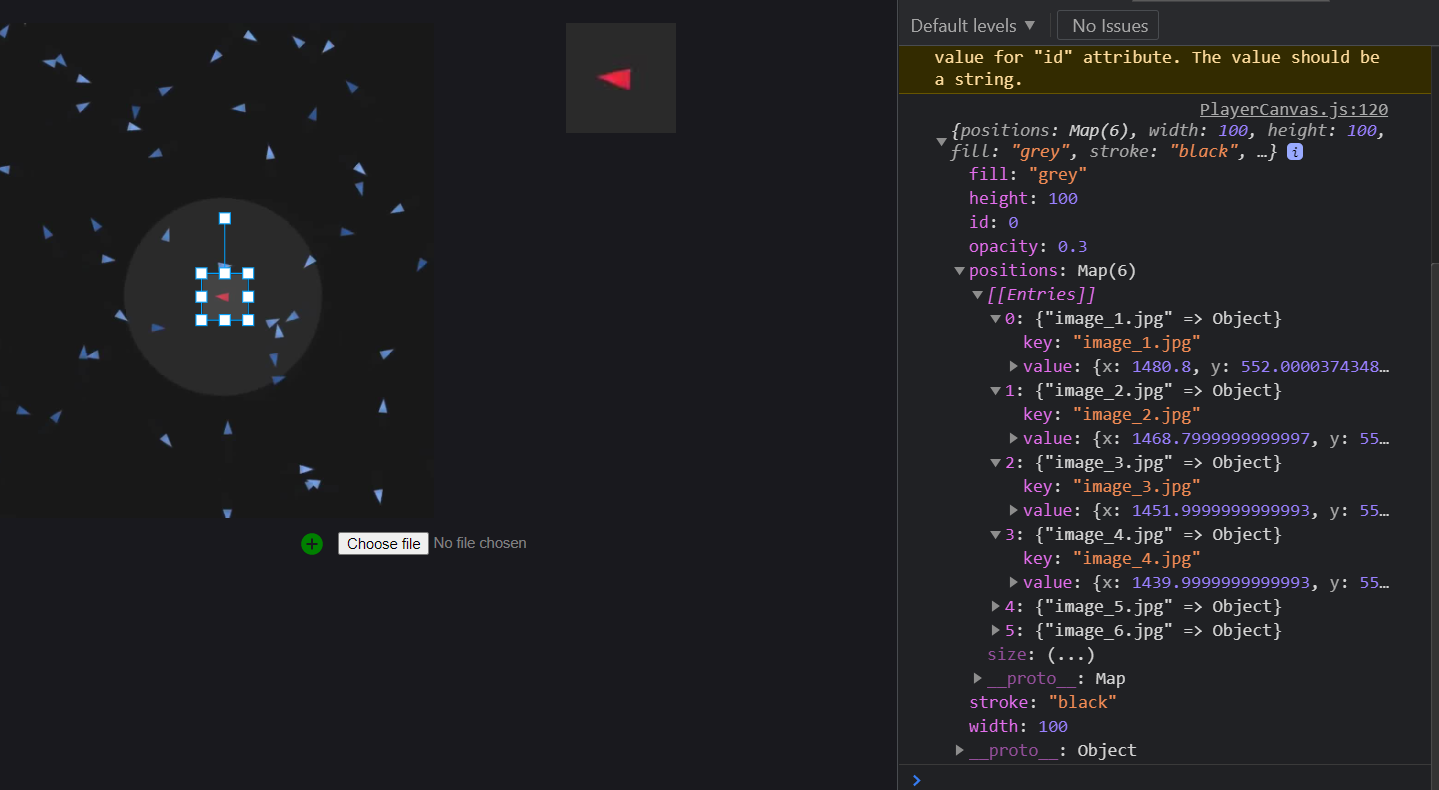 Default levels ▼ No Issues
value for "id" attribute. The value should be
a string.
PlayerCanvas.js:120
{positions: Map(6), width: 100, height: 100,
fill: "grey", stroke: "black", …} i
fill: "grey"
height: 100
id: 0
opacity: 0.3
positions: Map(6)
[[Entries]]
0: {"image_1.jpg" => Object}
key: "image_1.jpg"
value: {x: 1480.8, y: 552.0000374348…
1: {"image_2.jpg" => Object}
key: "image_2.jpg"
value: {x: 1468.7999999999997, y: 55…
2: {"image_3.jpg" => Object}
key: "image_3.jpg"
value: {x: 1451.9999999999993, y: 55…
3: {"image_4.jpg" => Object}
key: "image_4.jpg"
value: {x: 1439.9999999999993, y: 55…
4: {"image_5.jpg" => Object}
5: {"image_6.jpg" => Object}
size: (...)
__proto__: Map
stroke: "black"
width: 100
__proto__: Object
Choose file No file chosen